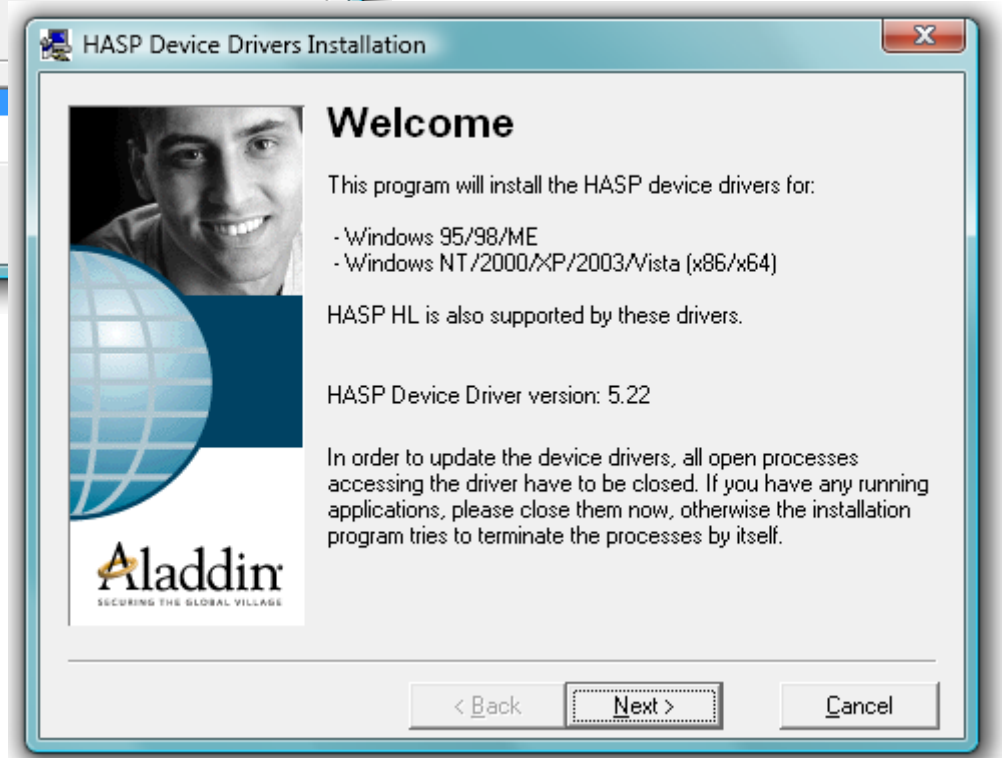 HASP Device Drivers Installation
Welcome
This program will install the HASP device drivers for:
- Windows 95/98/ME
- Windows NT/2000/XP/2003/Vista (x86/x64)
HASP HL is also supported by these drivers.
HASP Device Driver version: 5.22
In order to update the device drivers, all open processes
accessing the driver have to be closed. If you have any running
applications, please close them now, otherwise the installation
program tries to terminate the processes by itself.
Aladdin
SECURING THE GLOBAL VILLAGE
< Back
Next >
Cancel